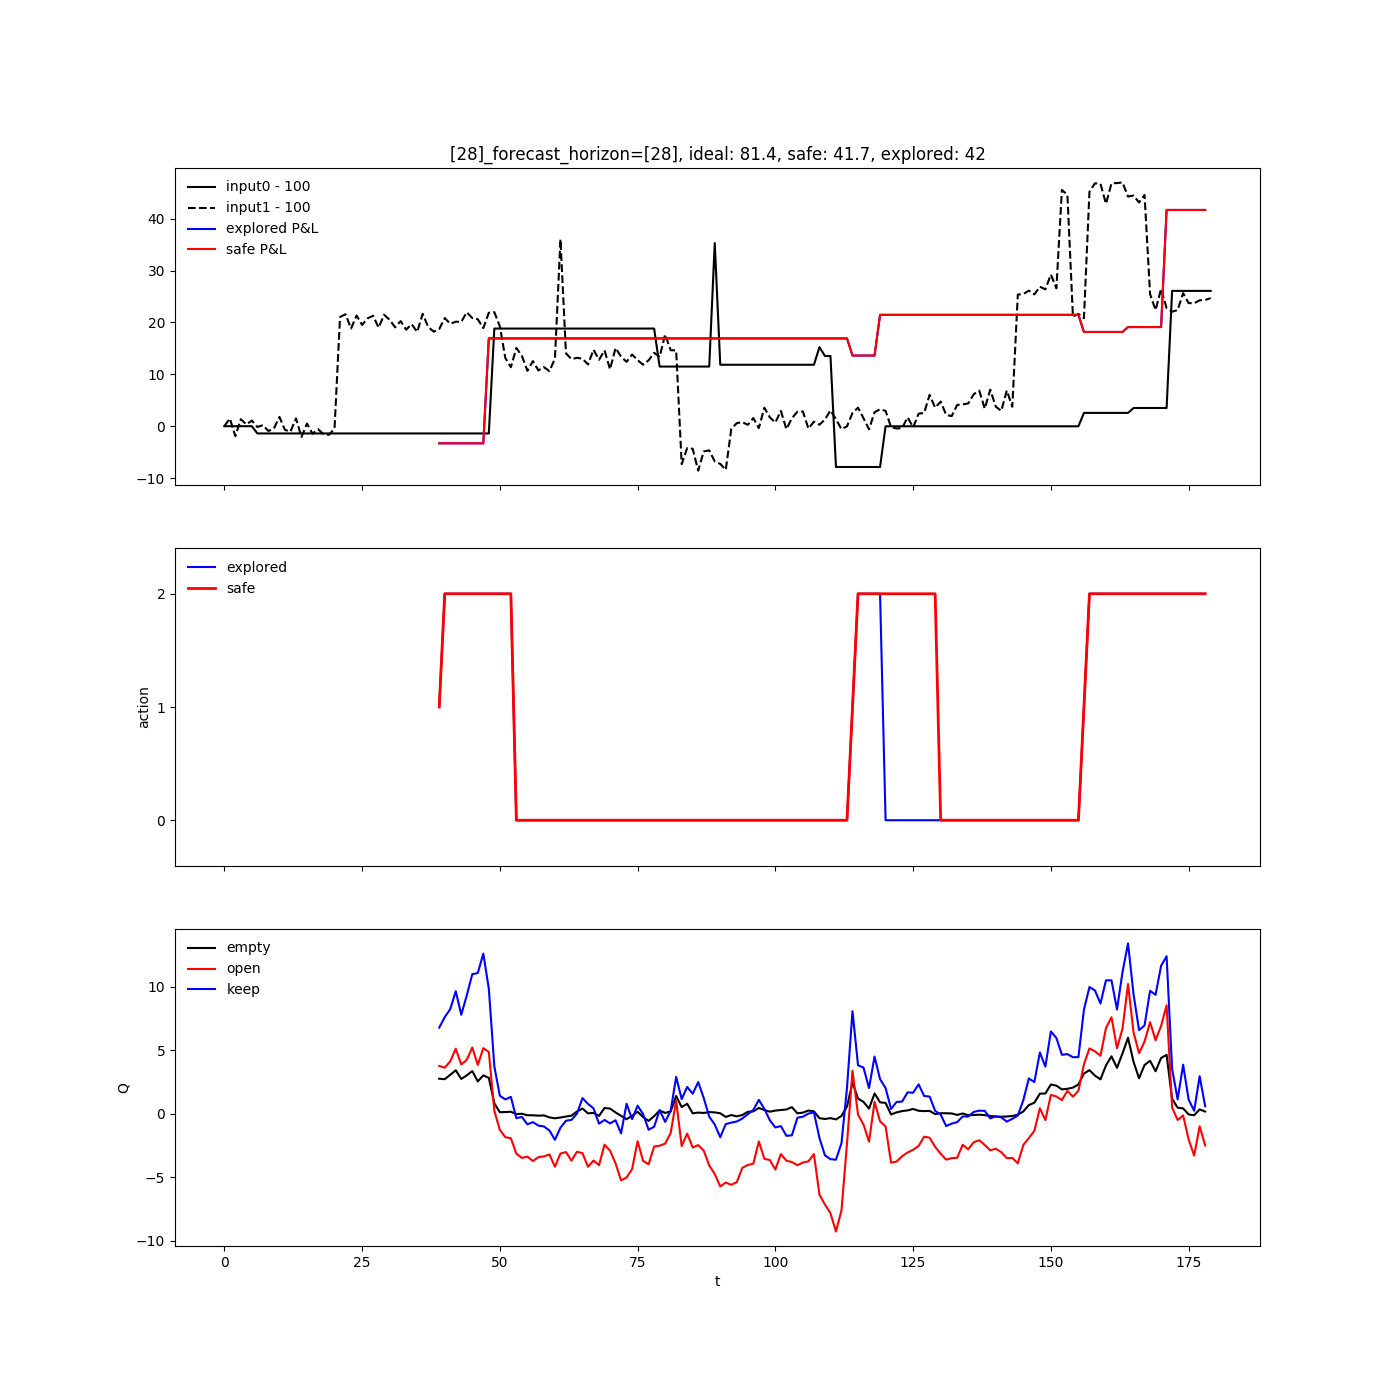 [28]_forecast_horizon=[28], ideal: 81.4, safe: 41.7, explored: 42
input0 - 100
input1 - 100
explored P&L
safe P&L
40
30
20
10
0
−10
explored
safe
2
1
0
action
empty
open
keep
10
5
0
−5
−10
Q
0 25 50 75 100 125 150 175
t